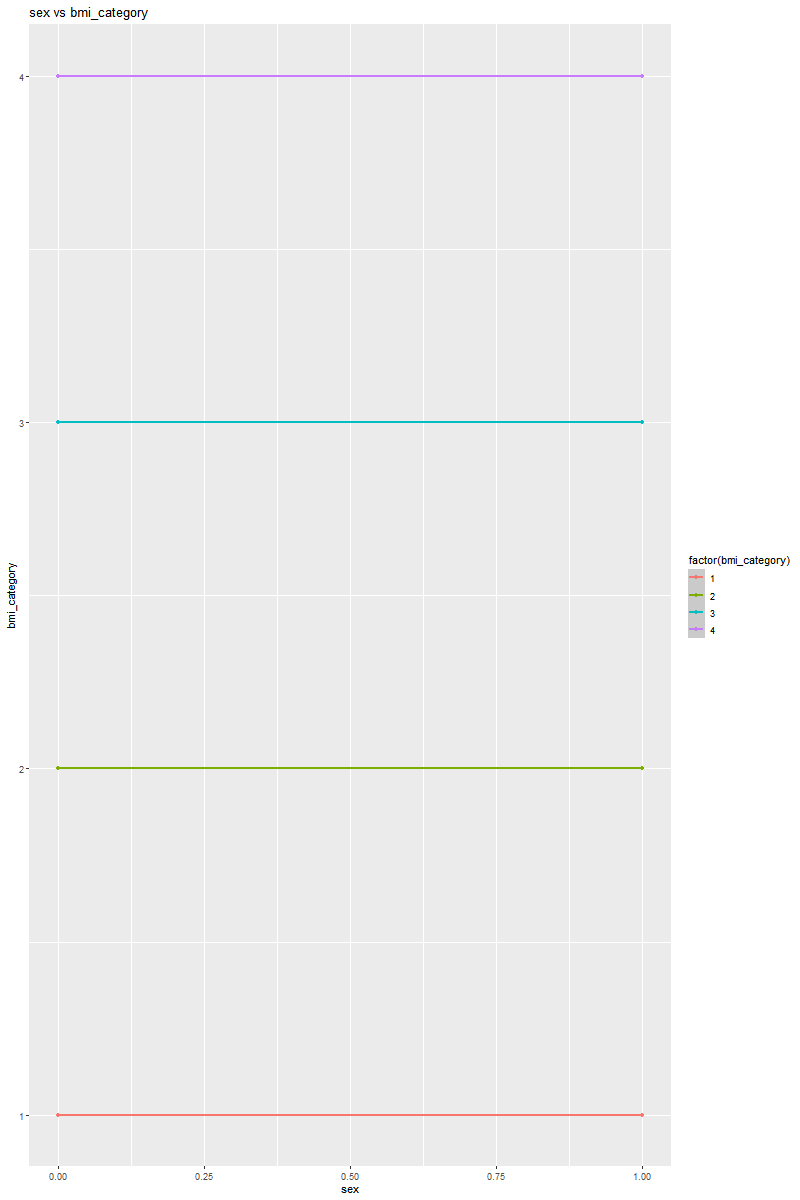 sex vs bmi_category
4
3
2
1
bmi_category
0.00 0.25 0.50 0.75 1.00
sex
factor(bmi_category)
1
2
3
4